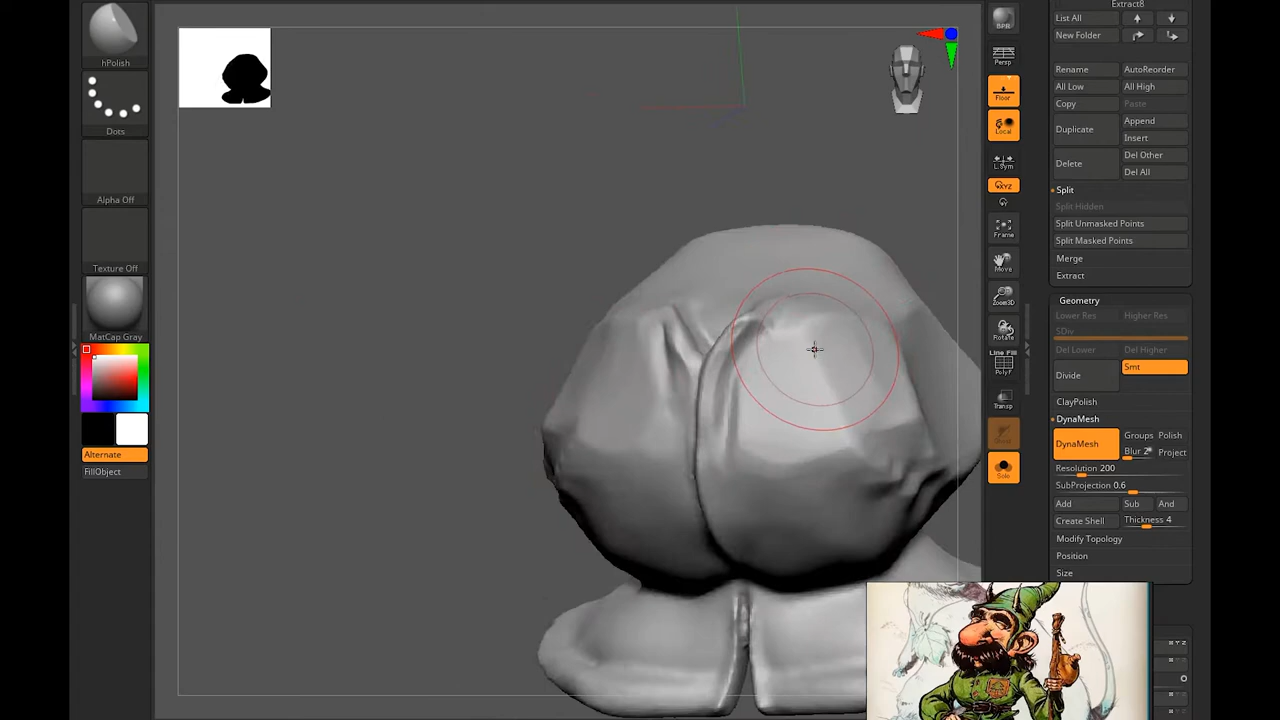 hPolish
Dots
Alpha Off
Texture Off
MatCap Gray
Alternate
FillObject
BPR
Persp
Floor
Local
L.Sym
XYZ
Frame
Move
Zoom3D
Rotate
Line Fill
PolyF
Transp
Solo
Extract8
List All
New Folder
Rename AutoReorder
All Low All High
Copy Paste
Duplicate Append
Insert
Delete Del Other
Del All
Split
Split Hidden
Split Unmasked Points
Split Masked Points
Merge
Extract
Geometry
Lower Res Higher Res
SDiv
Del Lower Del Higher
Divide Smt
ClayPolish
DynaMesh
DynaMesh Groups Polish
Blur 2 Project
Resolution 200
SubProjection 0.6
Add Sub And
Create Shell Thickness 4
Modify Topology
Position
Size